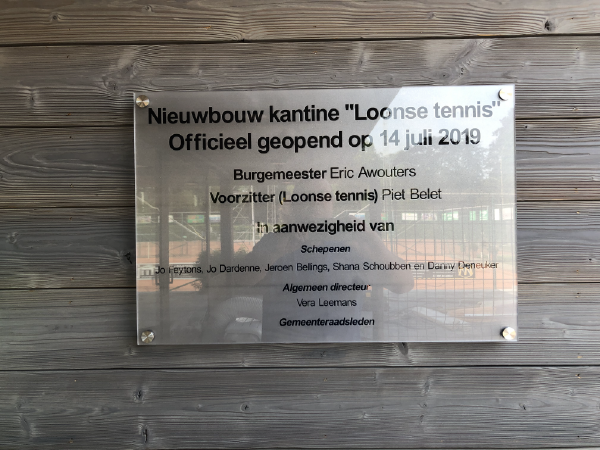 Nieuwbouw kantine "Loonse tennis"
Officieel geopend op 14 juli 2019
Burgemeester Eric Awouters
Voorzitter (Loonse tennis) Piet Belet
In aanwezigheid van
Schepenen
Jo Feytons, Jo Dardenne, Jeroen Bellings, Shana Schoubben en Danny Deneuker
Algemeen directeur
Vera Leemans
Gemeenteraadsleden